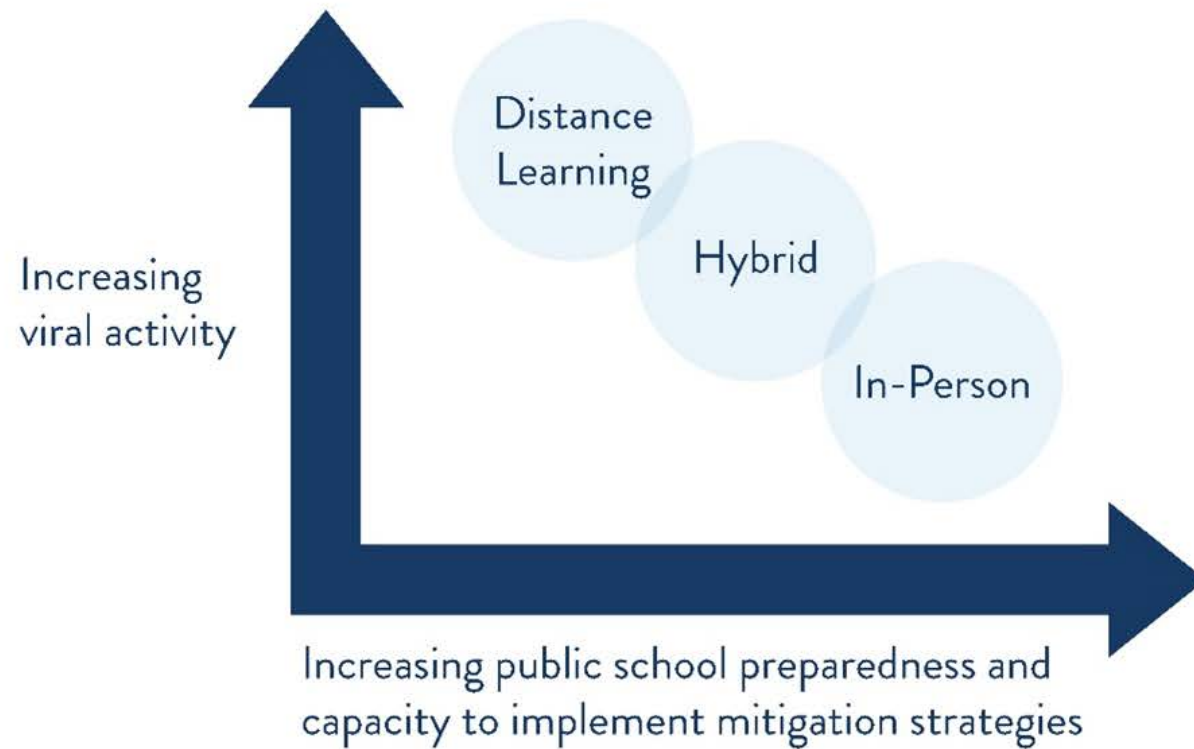 Distance
Learning
Hybrid
Increasing
viral activity
In-Person
Increasing public school preparedness and
capacity to implement mitigation strategies